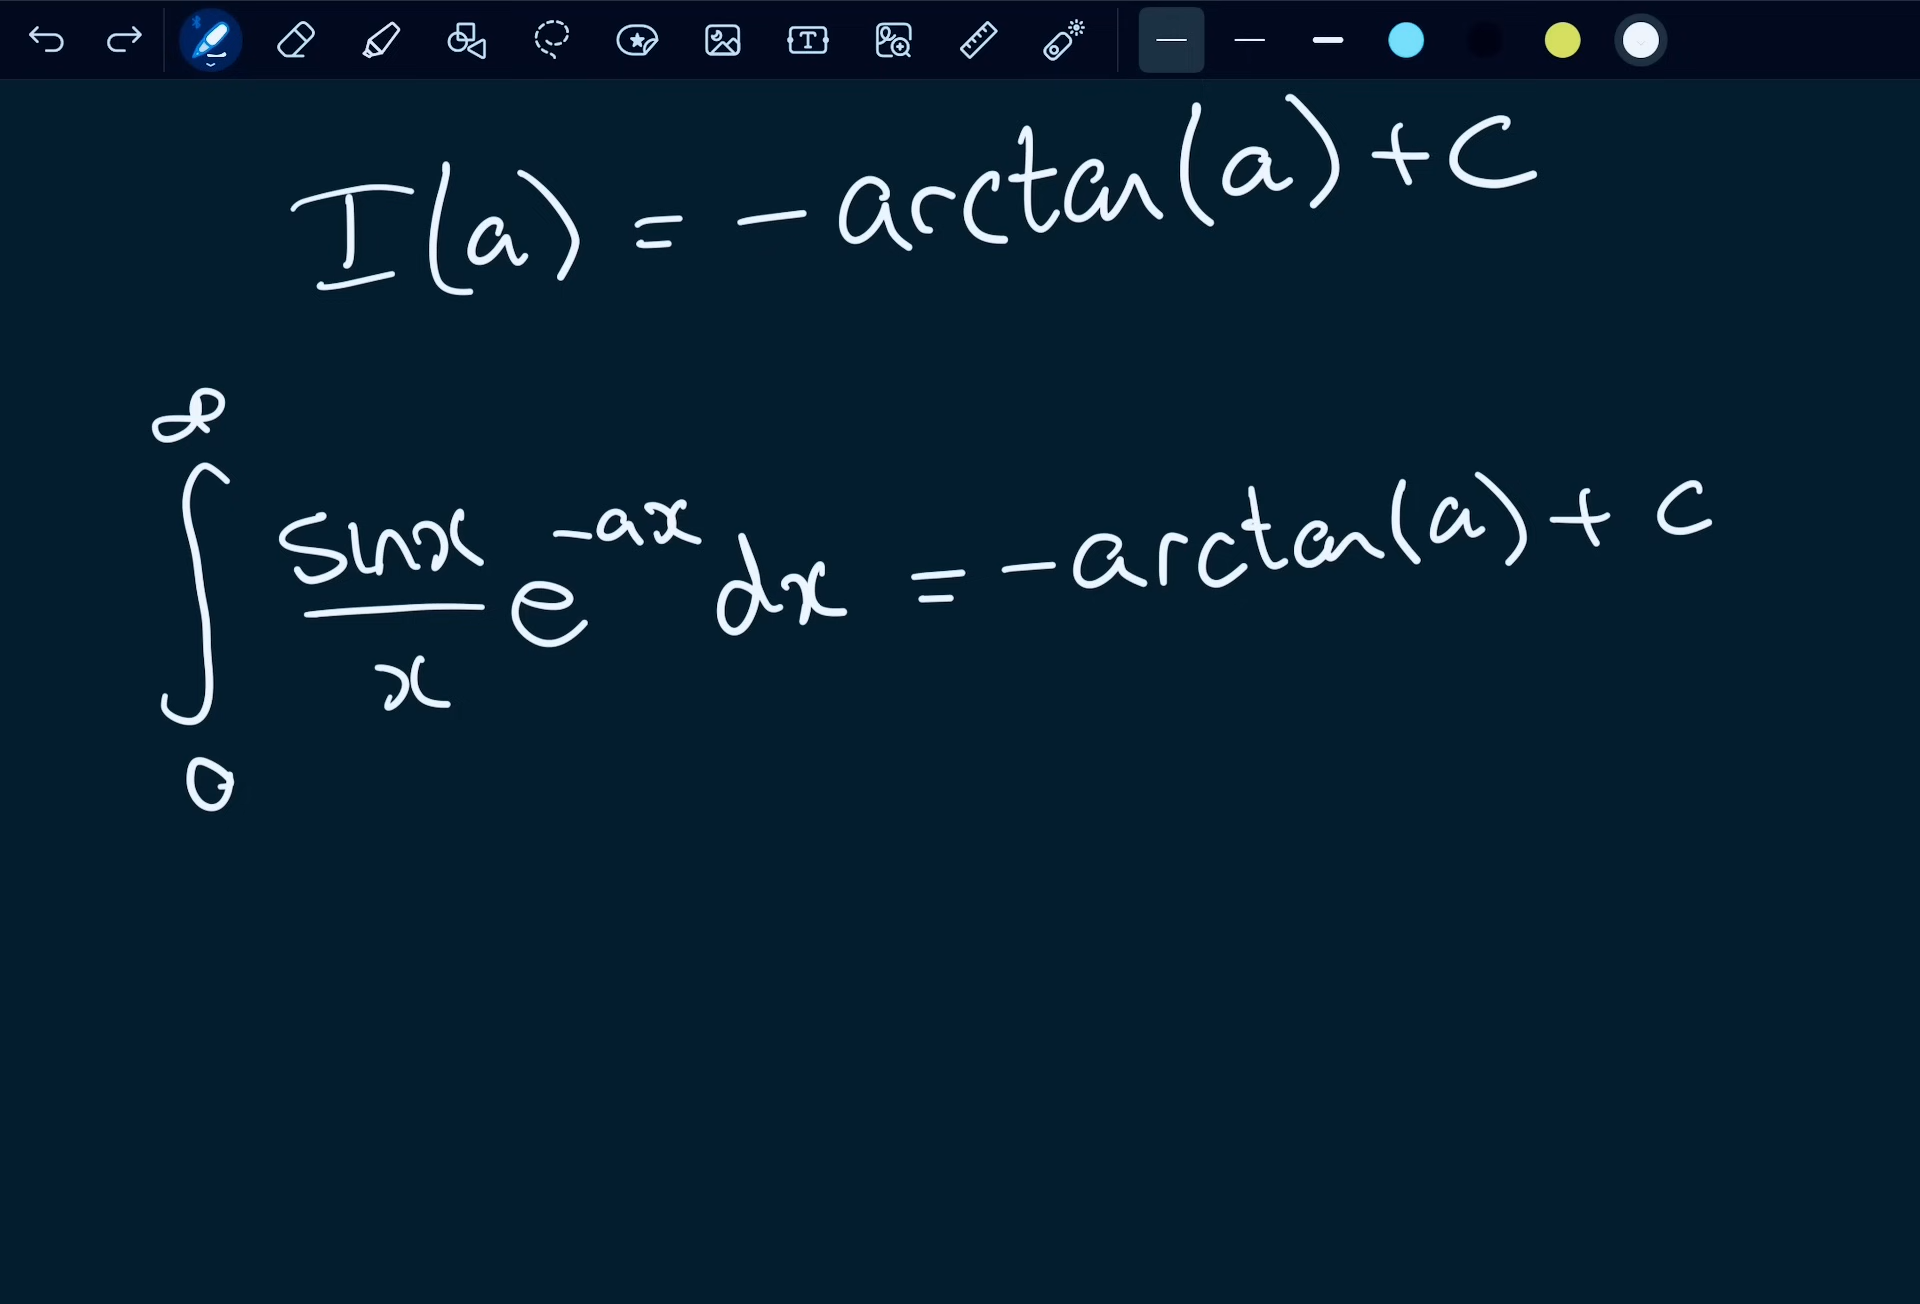 I(a) = -arctan(a)+C
∫₀^∞ sinx/x e^(-ax) dx = -arctan(a)+C